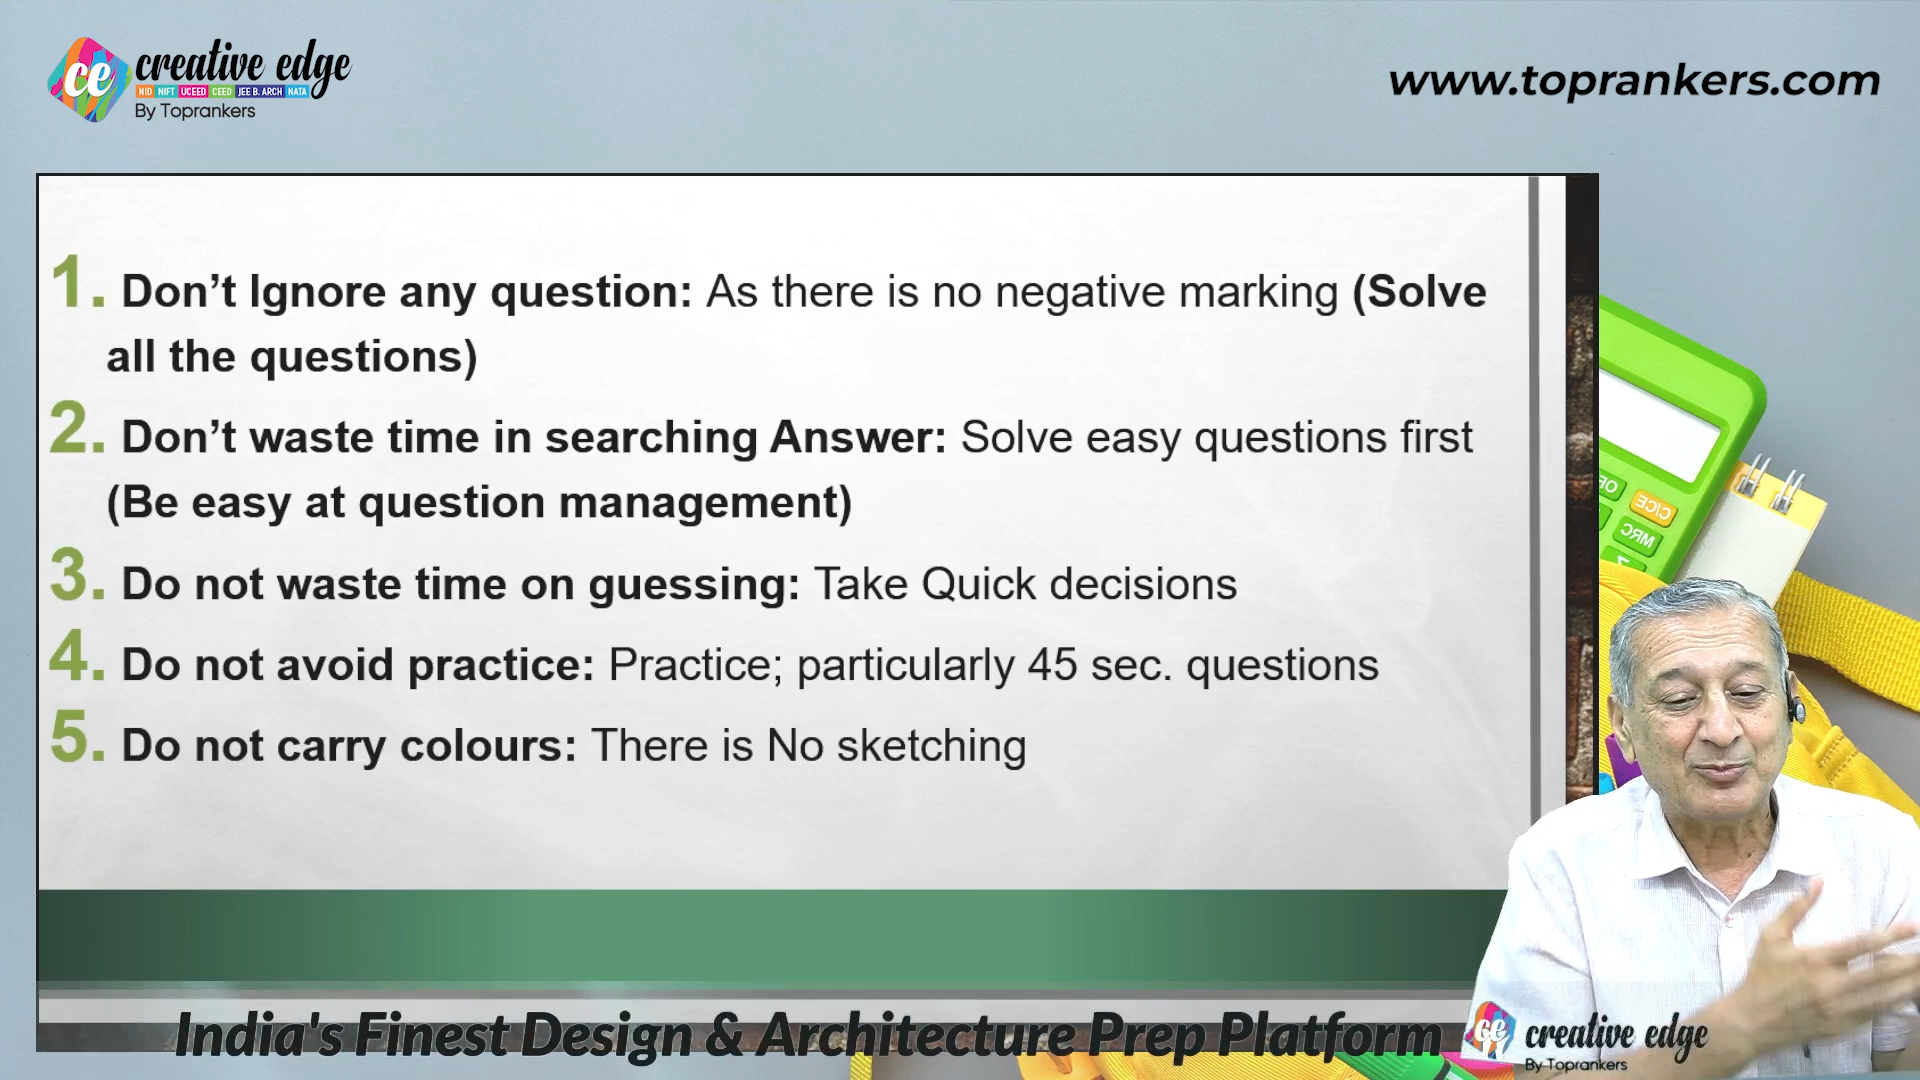 ce creative edge
NID NIFT UCEED CEED JEE B. ARCH NATA
By Toprankers
www.toprankers.com
1. Don’t Ignore any question: As there is no negative marking (Solve
all the questions)
2. Don’t waste time in searching Answer: Solve easy questions first
(Be easy at question management)
3. Do not waste time on guessing: Take Quick decisions
4. Do not avoid practice: Practice; particularly 45 sec. questions
5. Do not carry colours: There is No sketching
C/CE
MRC
India's Finest Design & Architecture Prep Platform
ce creative edge
By Toprankers